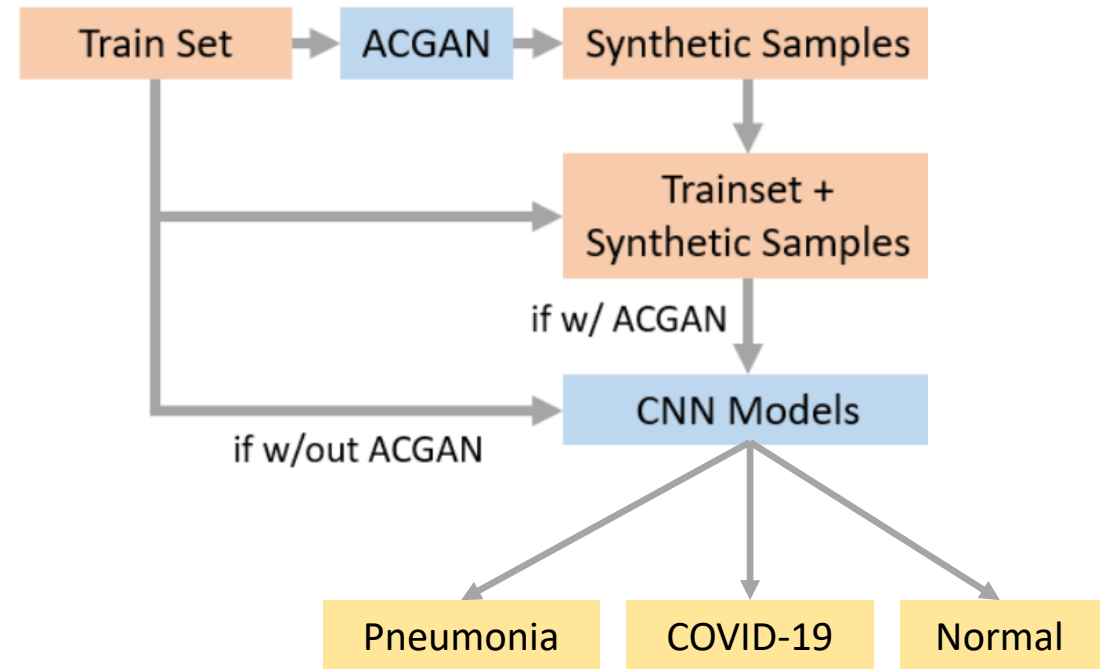 Train Set
ACGAN
Synthetic Samples
Trainset +
Synthetic Samples
if w/ ACGAN
CNN Models
if w/out ACGAN
Pneumonia
COVID-19
Normal